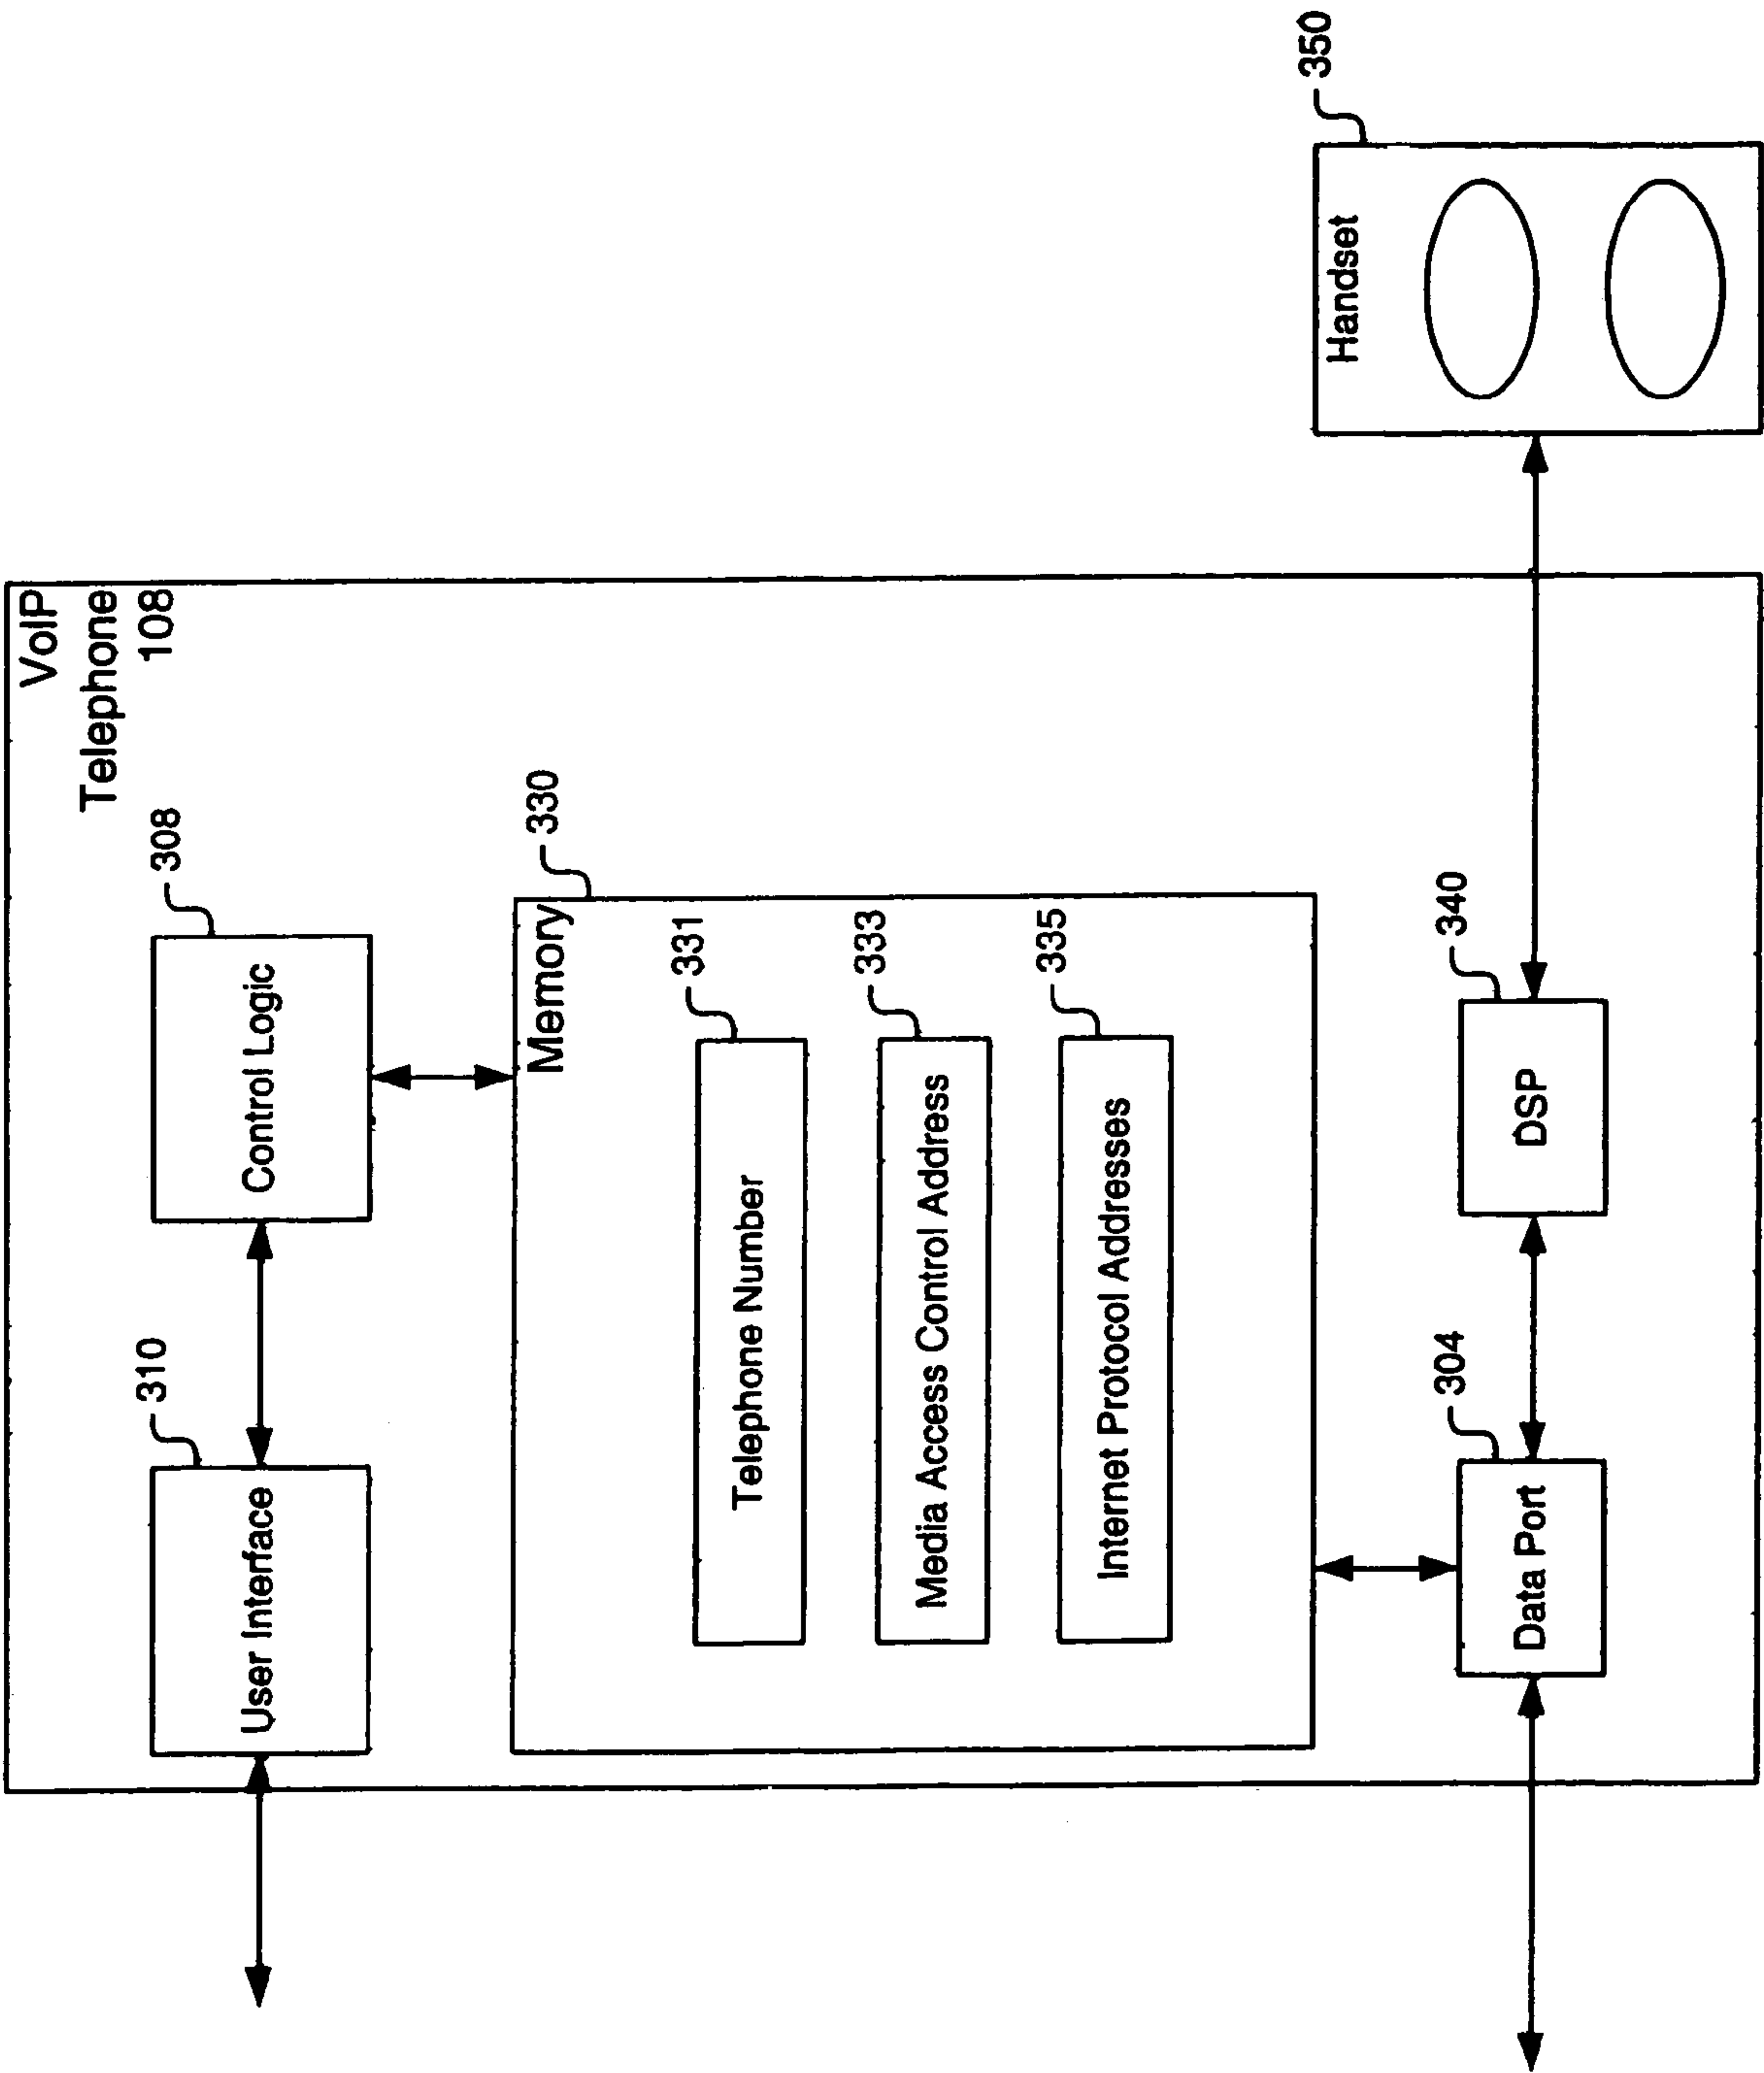 VoIP
Telephone
108
310
User Interface
308
Control Logic
330
Memory
331
Telephone Number
333
Media Access Control Address
335
Internet Protocol Addresses
304
Data Port
340
DSP
350
Handset